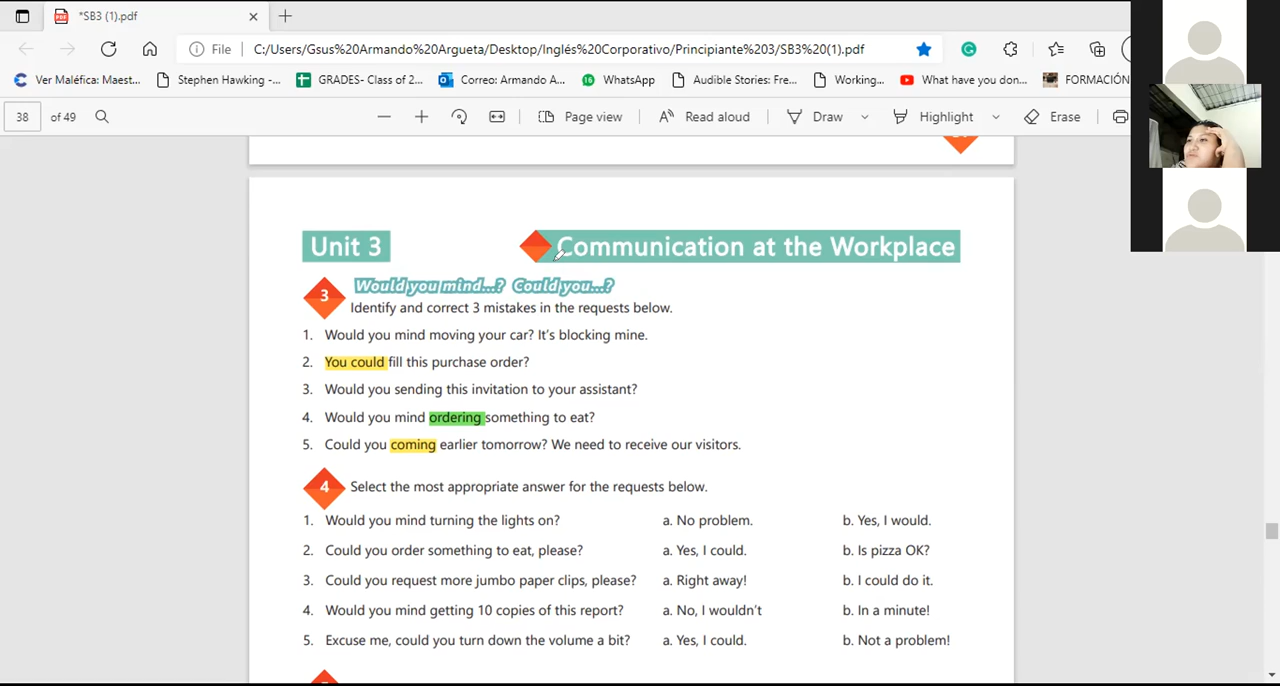 *SB3 (1).pdf
File C:/Users/Gsus%20Armando%20Argueta/Desktop/Inglés%20Corporativo/Principiante%203/SB3%20(1).pdf
Ver Maléfica: Maest... Stephen Hawking -... GRADES- Class of 2... Correo: Armando A... WhatsApp Audible Stories: Fre... Working... What have you don... FORMACIÓN
38 of 49 Page view Read aloud Draw Highlight Erase
Unit 3 Communication at the Workplace
3 Would you mind...? Could you...?
Identify and correct 3 mistakes in the requests below.
1. Would you mind moving your car? It's blocking mine.
2. You could fill this purchase order?
3. Would you sending this invitation to your assistant?
4. Would you mind ordering something to eat?
5. Could you coming earlier tomorrow? We need to receive our visitors.
4 Select the most appropriate answer for the requests below.
1. Would you mind turning the lights on? a. No problem. b. Yes, I would.
2. Could you order something to eat, please? a. Yes, I could. b. Is pizza OK?
3. Could you request more jumbo paper clips, please? a. Right away! b. I could do it.
4. Would you mind getting 10 copies of this report? a. No, I wouldn't b. In a minute!
5. Excuse me, could you turn down the volume a bit? a. Yes, I could. b. Not a problem!